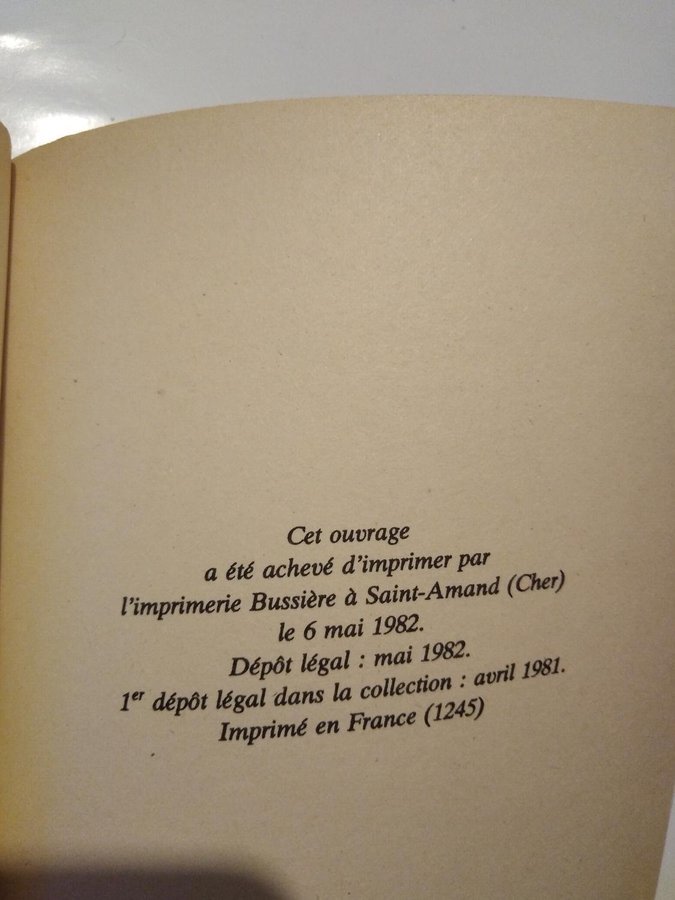 Cet ouvrage
a été achevé d'imprimer par
l'imprimerie Bussière à Saint-Amand (Cher)
le 6 mai 1982.
Dépôt légal : mai 1982.
1er dépôt légal dans la collection : avril 1981.
Imprimé en France (1245)